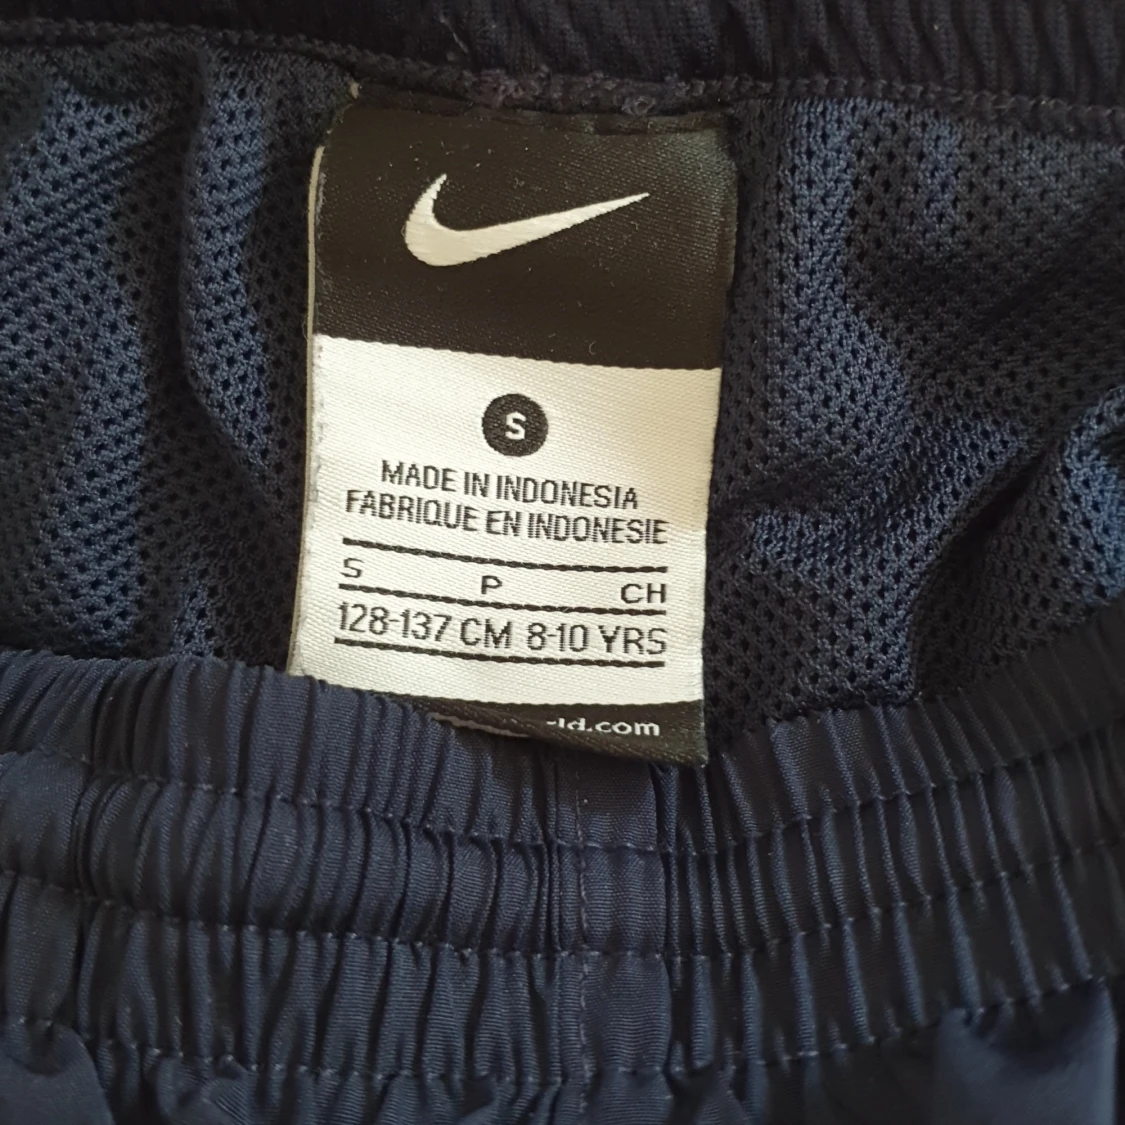 S
MADE IN INDONESIA
FABRIQUE EN INDONESIE
S P CH
128-137 CM 8-10 YRS